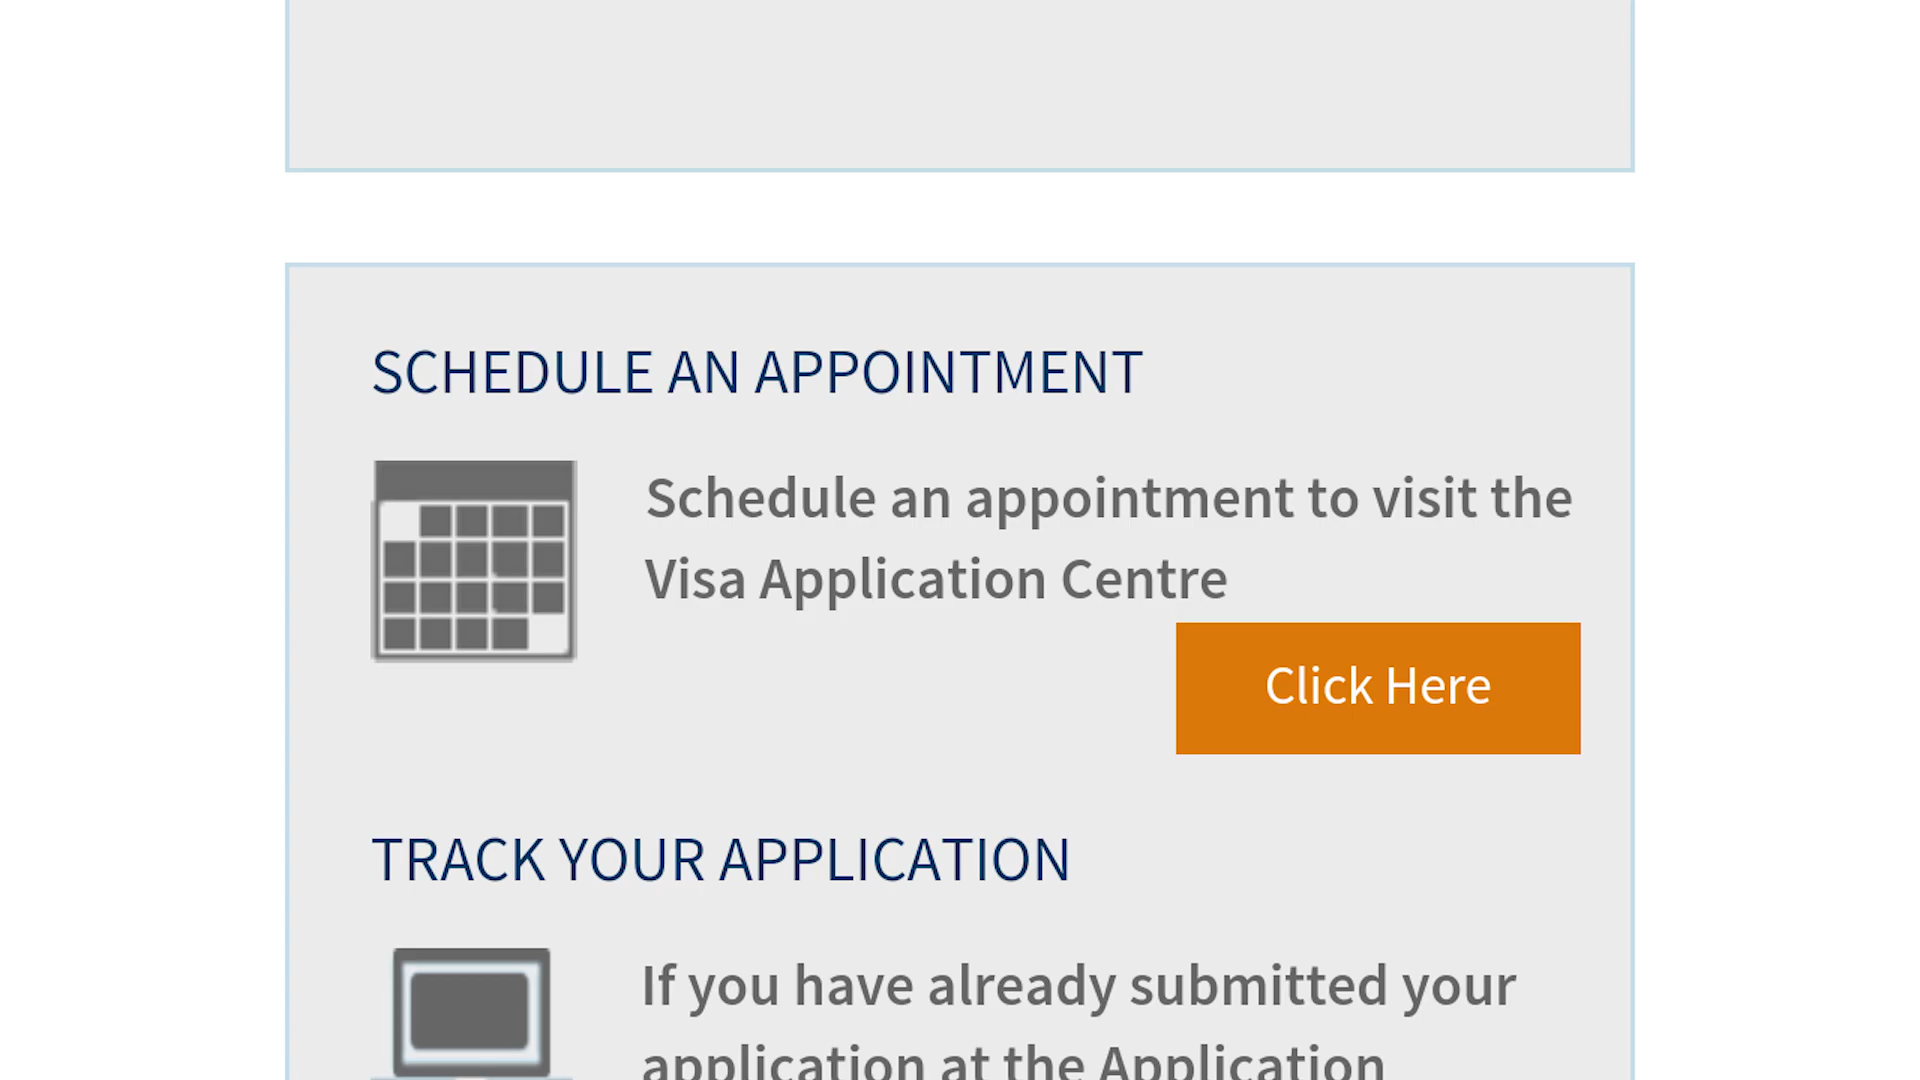 SCHEDULE AN APPOINTMENT
Schedule an appointment to visit the
Visa Application Centre
Click Here
TRACK YOUR APPLICATION
If you have already submitted your
application at the Application